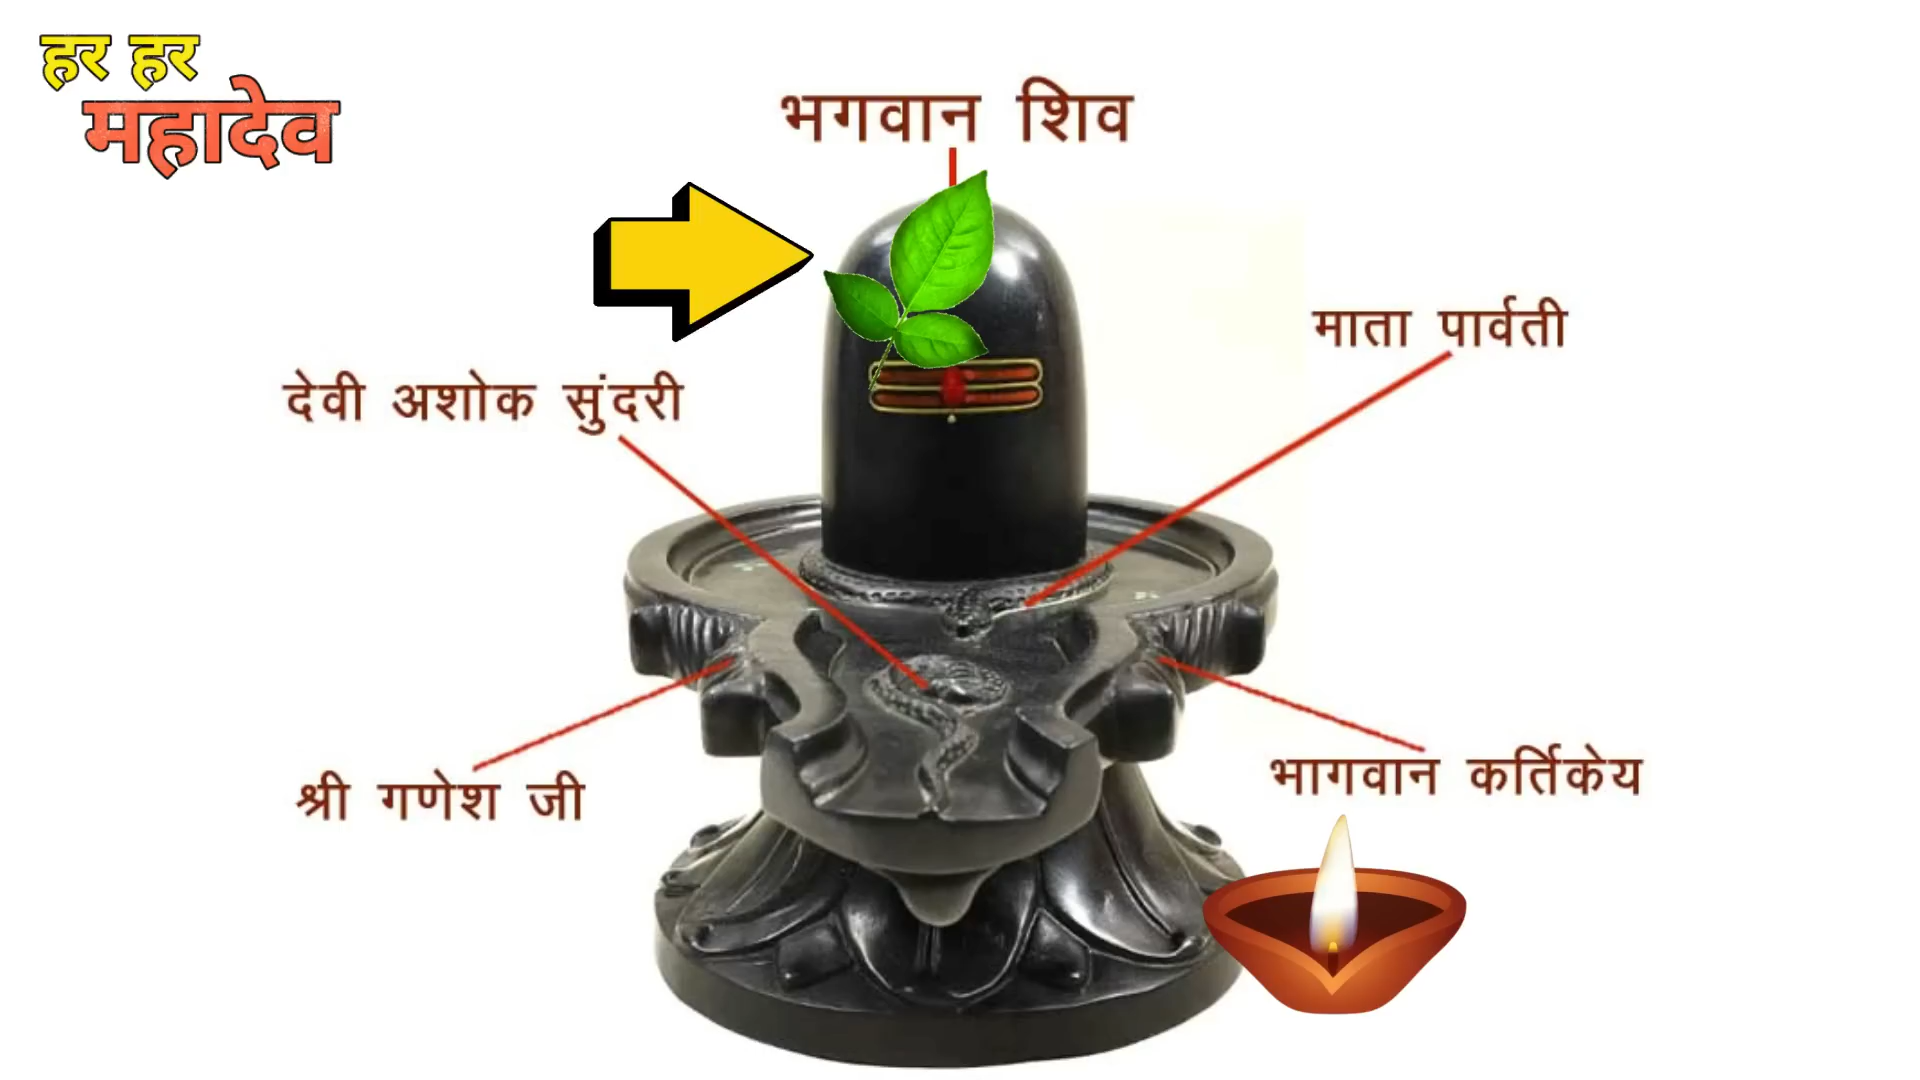 हर हर
महादेव
भगवान शिव
माता पार्वती
देवी अशोक सुंदरी
श्री गणेश जी
भागवान कर्तिकेय